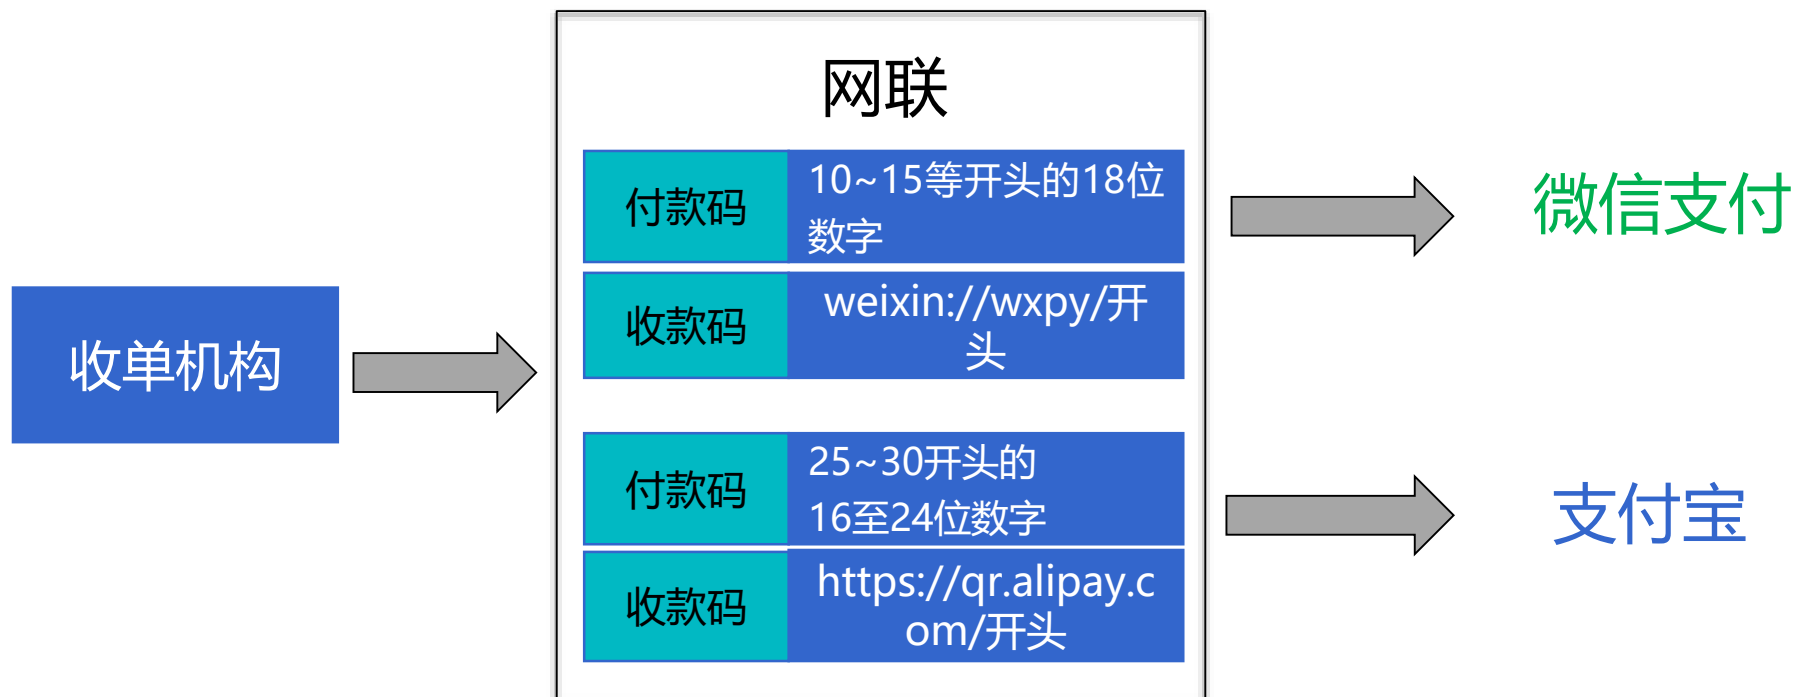 网联
付款码
10~15等开头的18位
数字
收款码
weixin://wxpy/开
头
微信支付
收单机构
付款码
25~30开头的
16至24位数字
收款码
https://qr.alipay.c
om/开头
支付宝